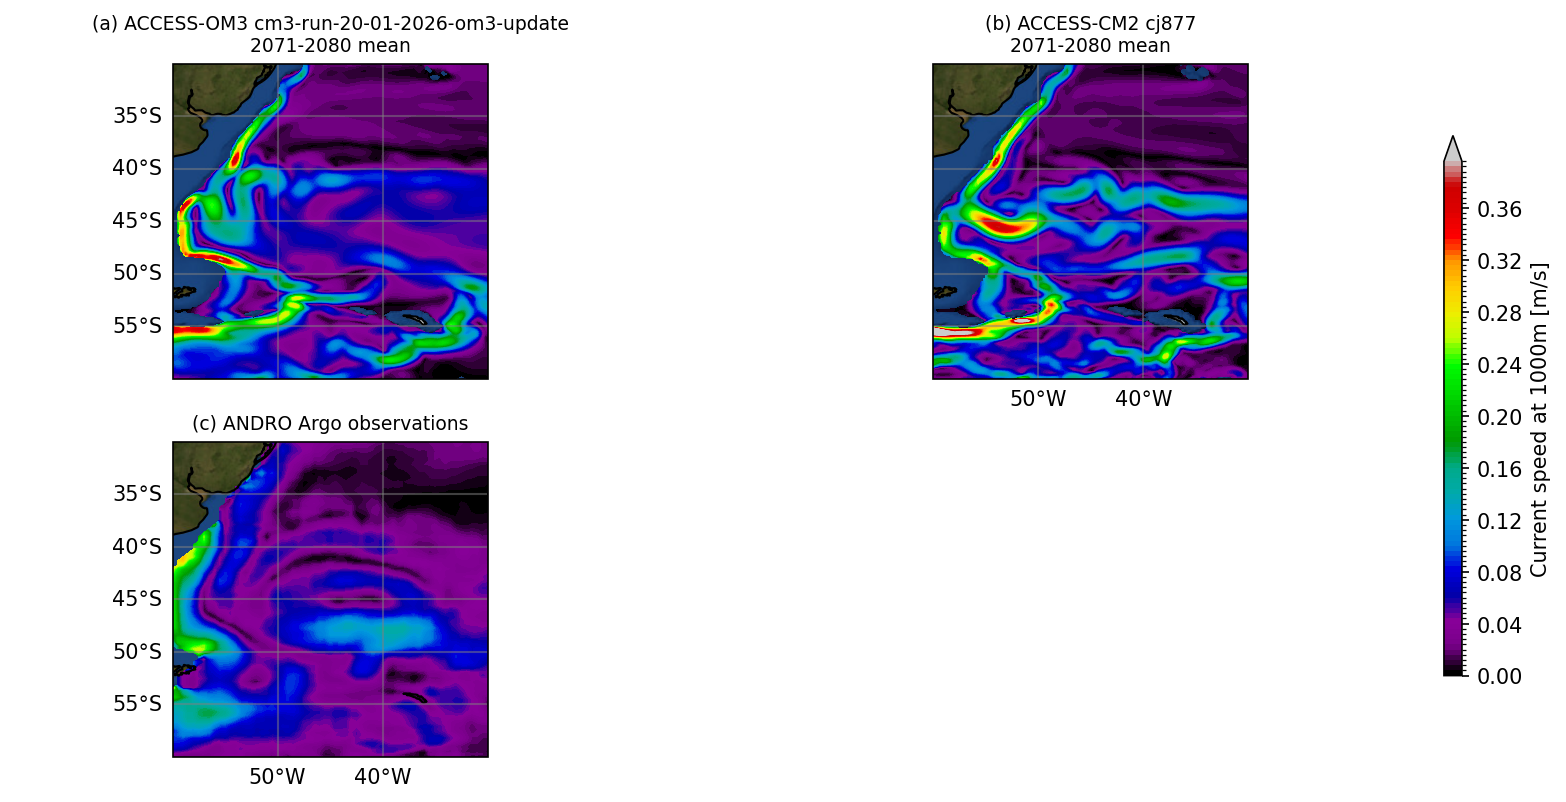 (a) ACCESS-OM3 cm3-run-20-01-2026-om3-update
2071-2080 mean
(b) ACCESS-CM2 cj877
2071-2080 mean
35°S
40°S
45°S
50°S
55°S
50°W
40°W
(c) ANDRO Argo observations
35°S
40°S
45°S
50°S
55°S
50°W
40°W
0.36
0.32
0.28
0.24
0.20
0.16
0.12
0.08
0.04
0.00
Current speed at 1000m [m/s]